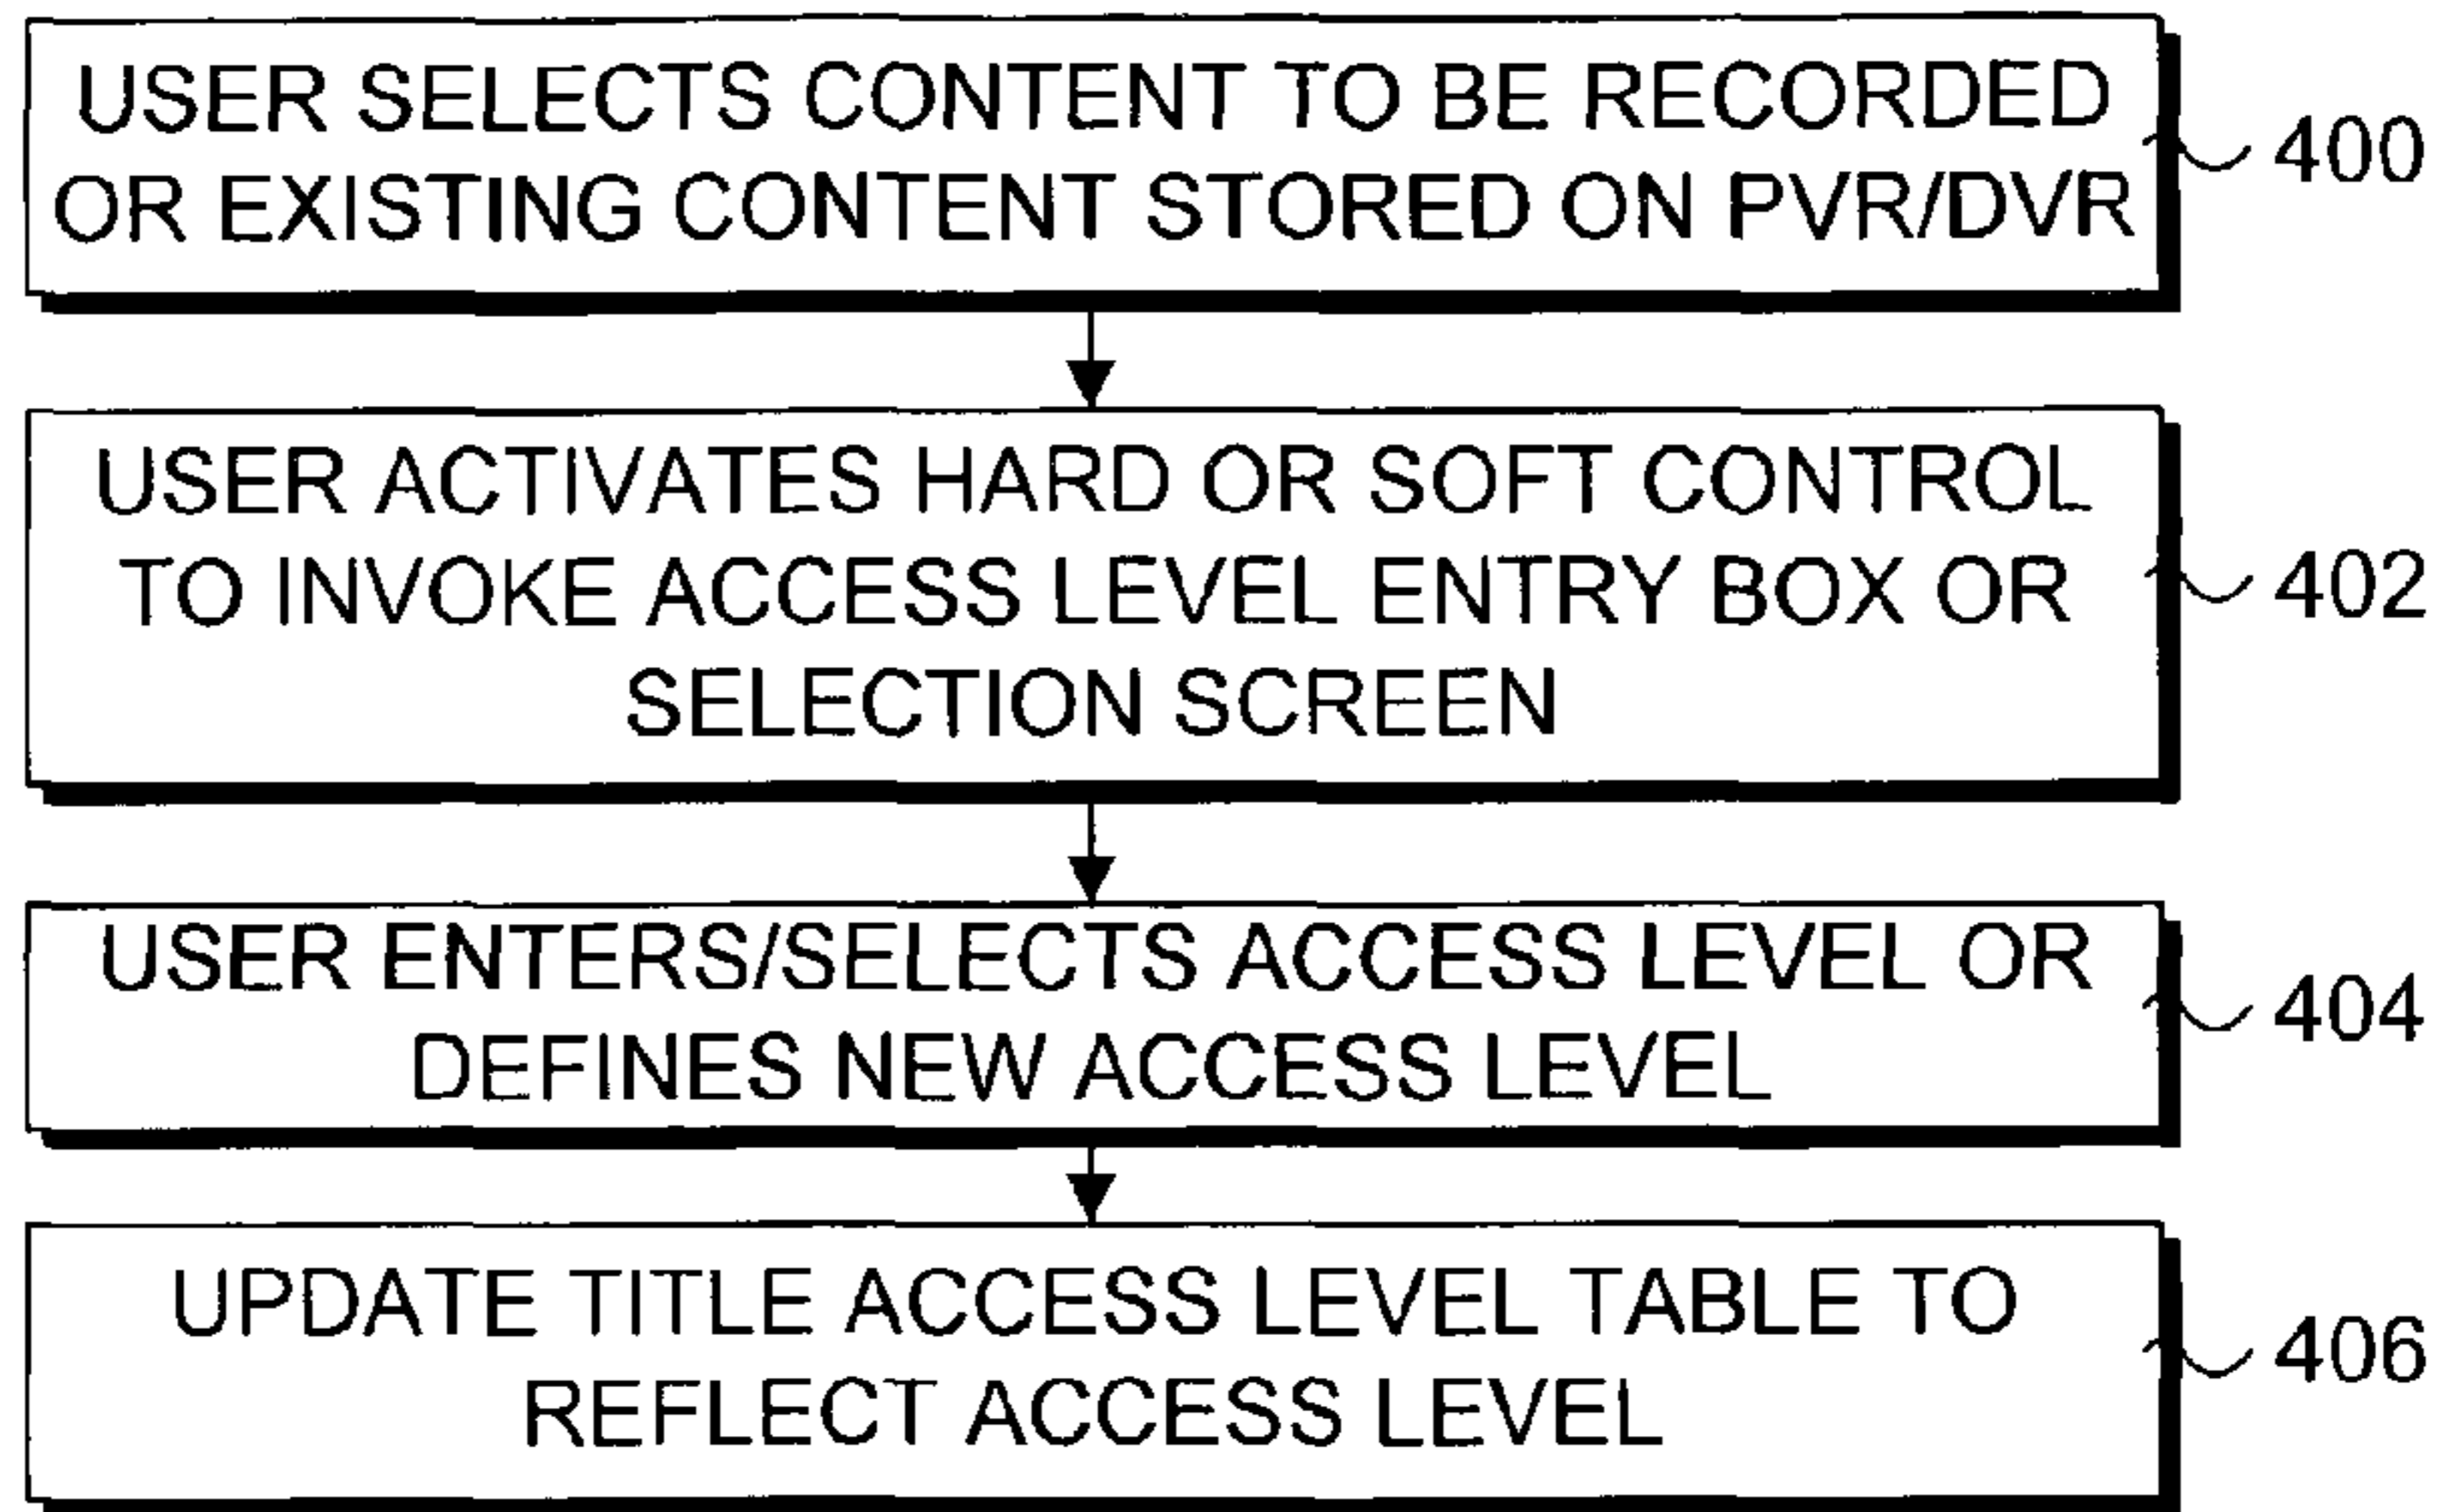 USER SELECTS CONTENT TO BE RECORDED
OR EXISTING CONTENT STORED ON PVR/DVR
400
USER ACTIVATES HARD OR SOFT CONTROL
TO INVOKE ACCESS LEVEL ENTRY BOX OR
SELECTION SCREEN
402
USER ENTERS/SELECTS ACCESS LEVEL OR
DEFINES NEW ACCESS LEVEL
404
UPDATE TITLE ACCESS LEVEL TABLE TO
REFLECT ACCESS LEVEL
406